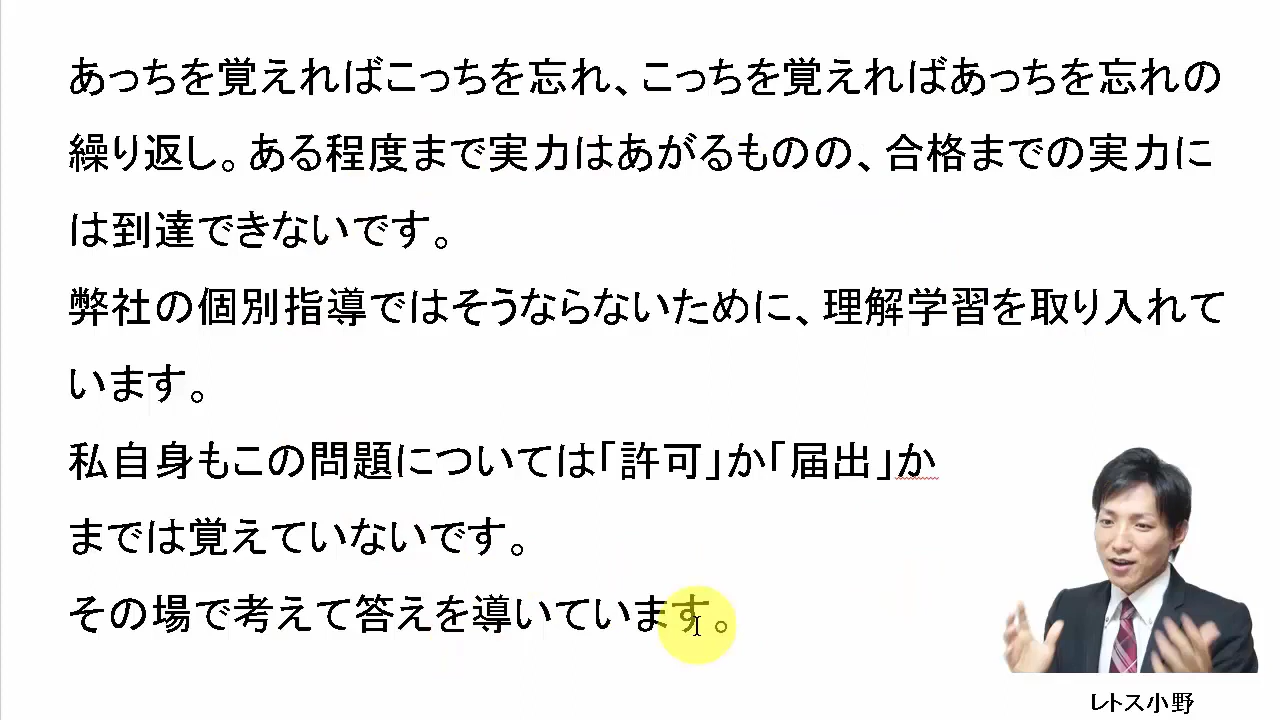 あっちを覚えればこっちを忘れ、こっちを覚えればあっちを忘れの
繰り返し。ある程度まで実力はあがるものの、合格までの実力に
は到達できないです。
弊社の個別指導ではそうならないために、理解学習を取り入れて
います。
私自身もこの問題については「許可」か「届出」か
までは覚えていないです。
その場で考えて答えを導いています。
レトス小野